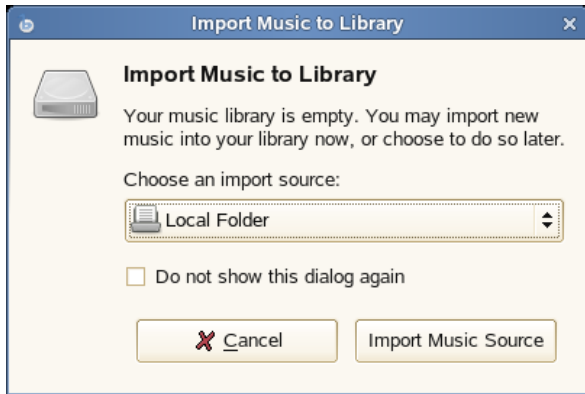 Import Music to Library
Import Music to Library
Your music library is empty. You may import new
music into your library now, or choose to do so later.
Choose an import source:
Local Folder
Do not show this dialog again
Cancel
Import Music Source